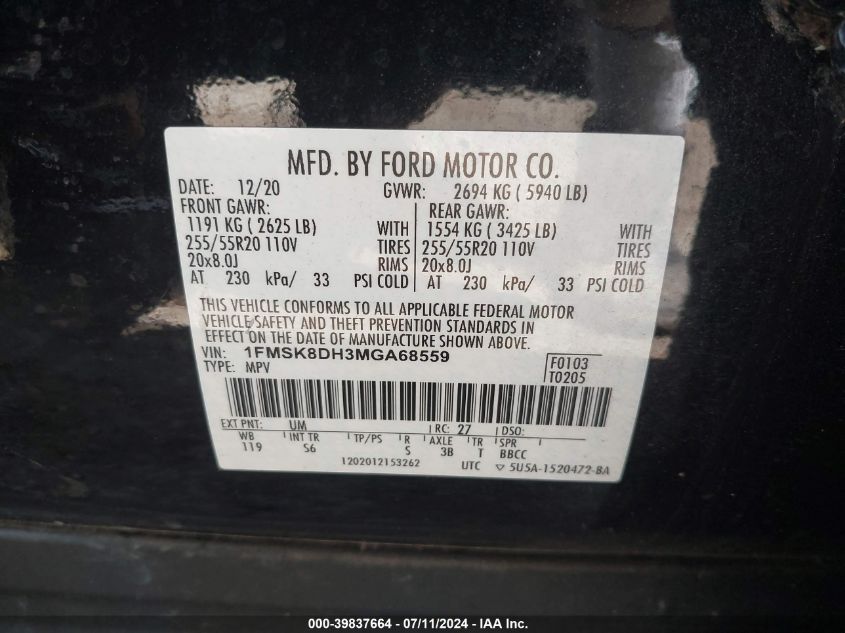 MFD. BY FORD MOTOR CO.
DATE: 12/20 GVWR: 2694 KG ( 5940 LB)
FRONT GAWR: REAR GAWR:
1191 KG ( 2625 LB) WITH 1554 KG ( 3425 LB) WITH
255/55R20 110V TIRES 255/55R20 110V TIRES
20x8.0J RIMS 20x8.0J RIMS
AT 230 kPa/ 33 PSI COLD AT 230 kPa/ 33 PSI COLD
THIS VEHICLE CONFORMS TO ALL APPLICABLE FEDERAL MOTOR
VEHICLE SAFETY AND THEFT PREVENTION STANDARDS IN
EFFECT ON THE DATE OF MANUFACTURE SHOWN ABOVE.
VIN: 1FMSK8DH3MGA68559 F0103
TYPE: MPV T0205
EXT PNT: UM RC: 27 DSO:
WB INT TR TP/PS R AXLE TR SPR
119 S6 S 3B T BBCC
1202012153262 UTC ▽ 5U5A-1520472-BA
000-39837664 / 07/11/2024 - IAA Inc.